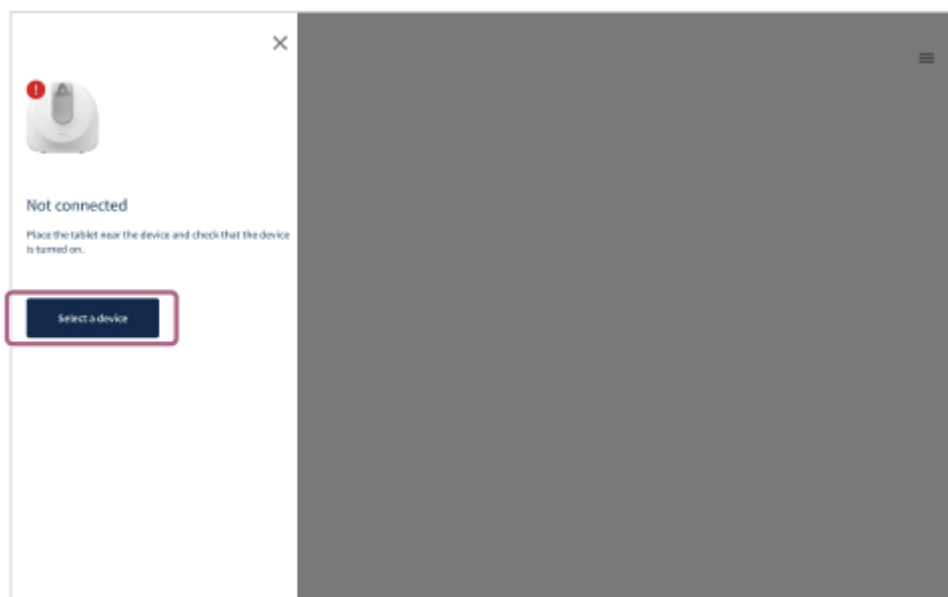 Not connected
Place the tablet near the device and check that the device
is turned on.
Select a device